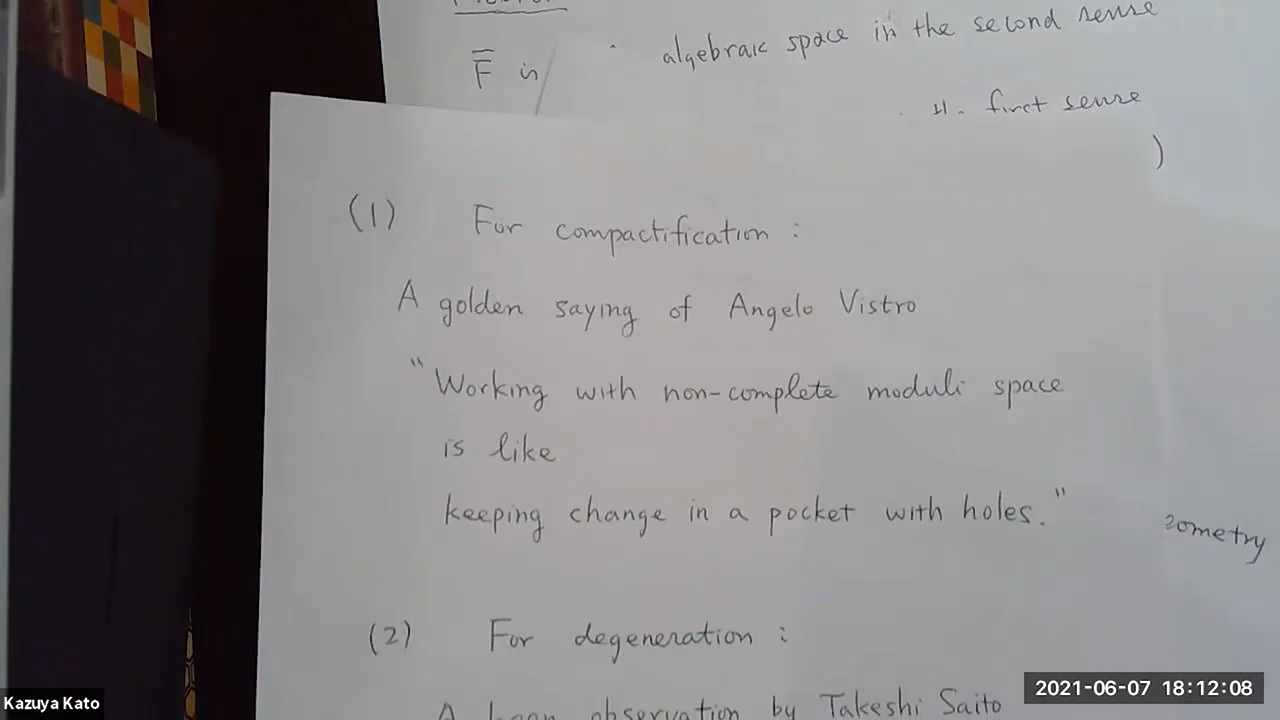 F̅ is
algebraic space in the second sense
first sense
)
(1) For compactification :
A golden saying of Angelo Vistro
"Working with non-complete moduli space
is like
keeping change in a pocket with holes."
ometry
(2) For degeneration :
A observation by Takeshi Saito
Kazuya Kato
2021-06-07 18:12:08